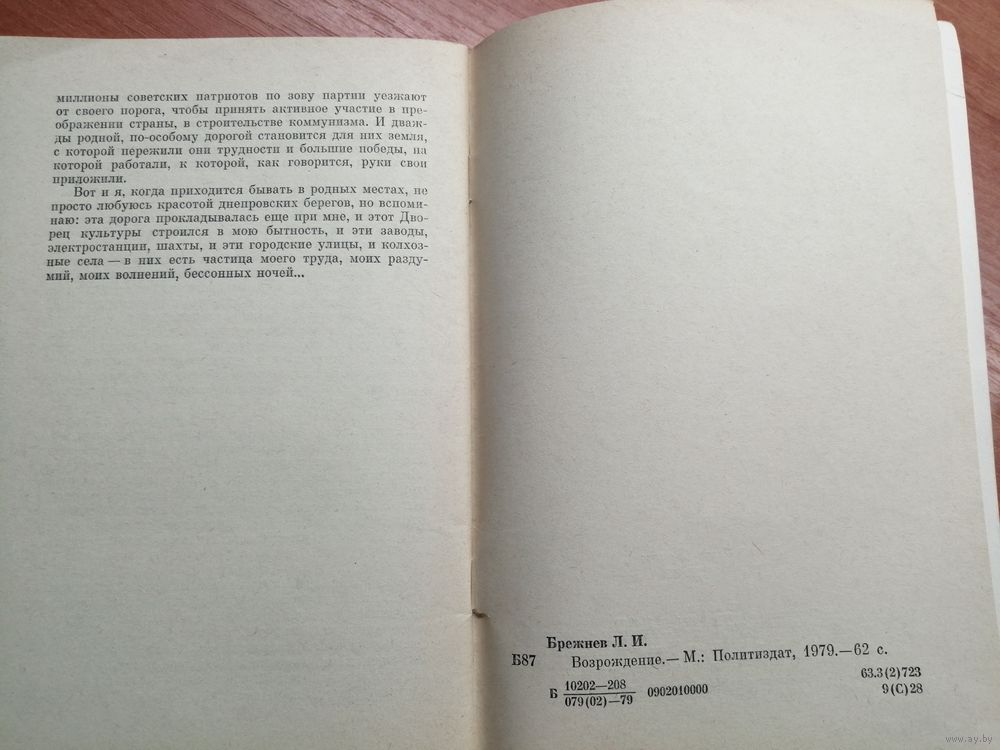 миллионы советских патриотов по зову партии уезжают
от своего порога, чтобы принять активное участие в пре-
ображении страны, в строительстве коммунизма. И дваж-
ды родной, по-особому дорогой становится для них земля,
с которой пережили они трудности и большие победы, на
которой работали, к которой, как говорится, руки свои
приложили.
Вот и я, когда приходится бывать в родных местах, не
просто любуюсь красотой днепровских берегов, но вспоми-
наю: эта дорога прокладывалась еще при мне, и этот Дво-
рец культуры строился в мою бытность, и эти заводы,
электростанции, шахты, и эти городские улицы, и колхоз-
ные села — в них есть частица моего труда, моих разду-
мий, моих волнений, бессонных ночей...
Брежнев Л. И.
Б87 Возрождение.— М.: Политиздат, 1979.—62 с.
63.3(2)723
Б 10202—208 0902010000 9(С)28
079(02)—79
www.ay.by